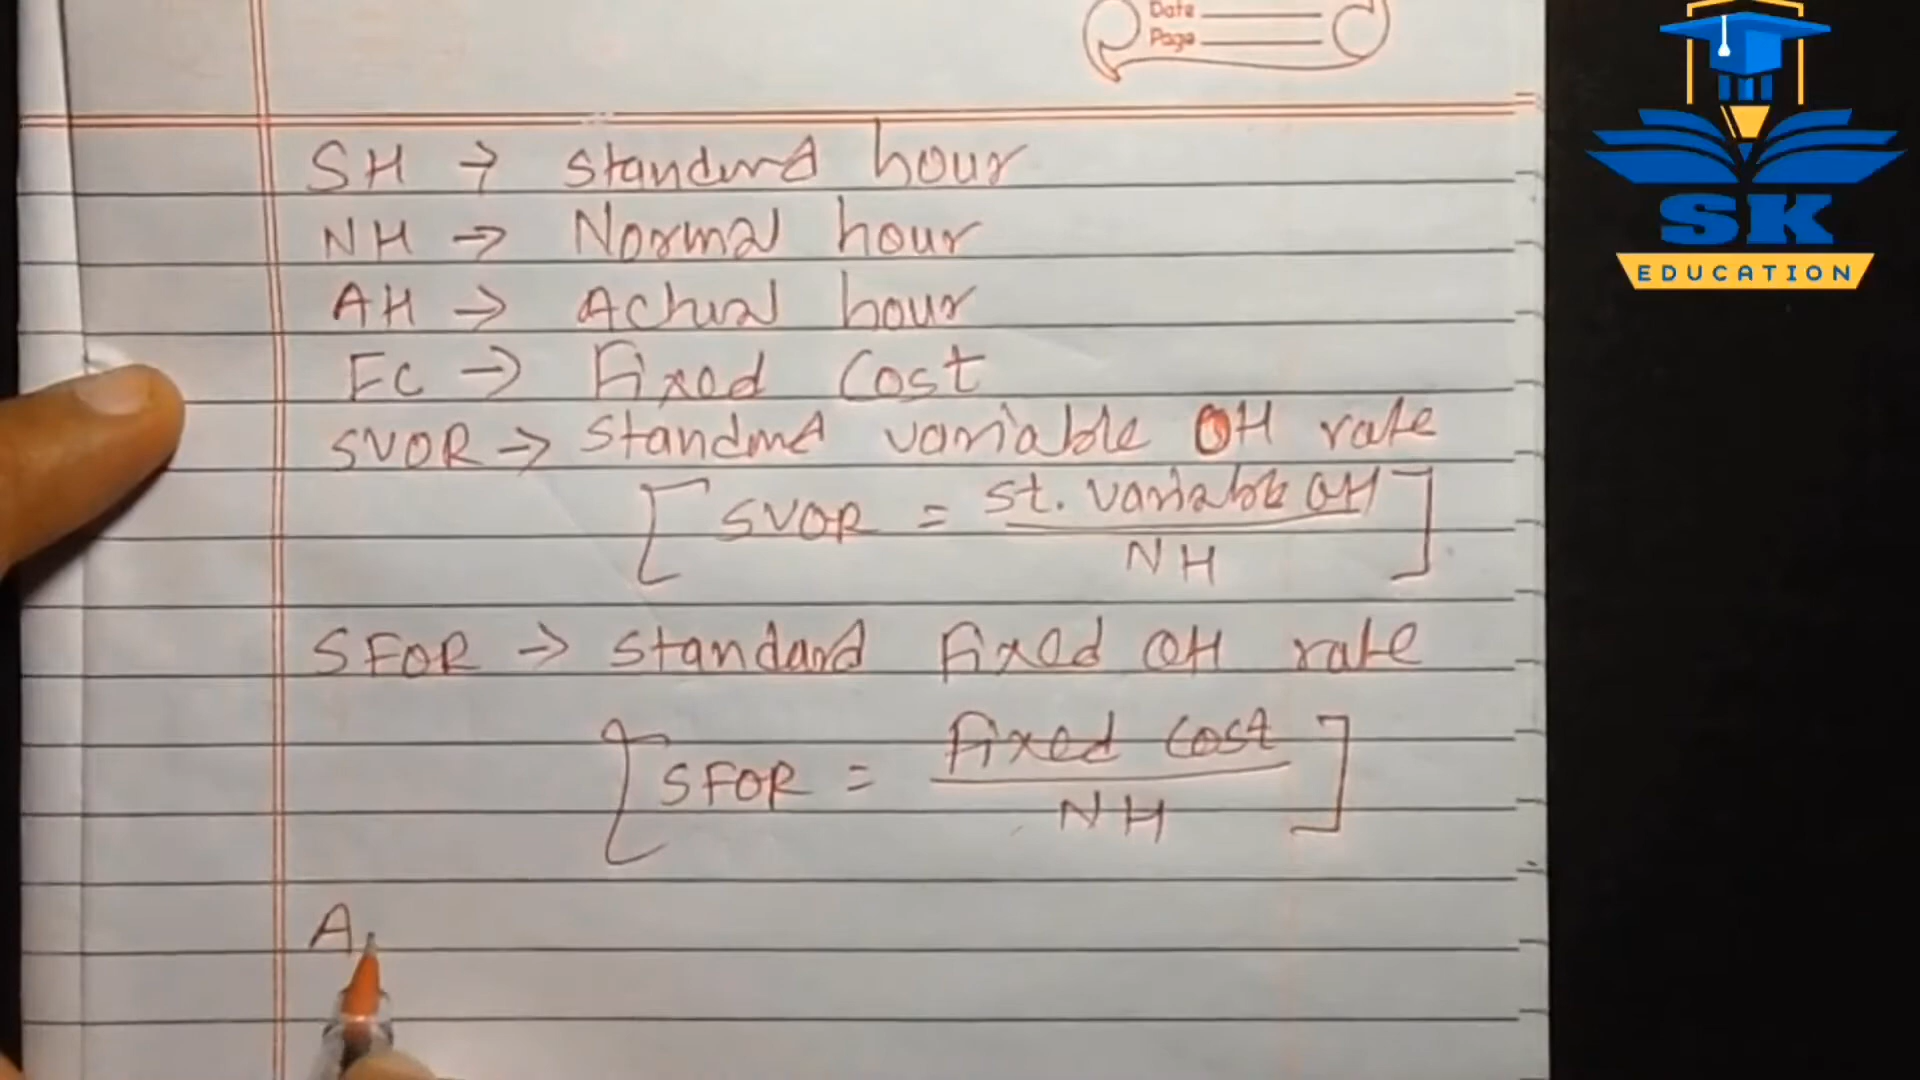 Date
Page
SH → Standard hour
NH → Normal hour
AH → Actual hour
FC → Fixed Cost
SVOR → Standard variable OH rate
[SVOR = St. variable OH / NH]
SFOR → Standard Fixed OH rate
[SFOR = Fixed Cost / NH]
A
SK
EDUCATION